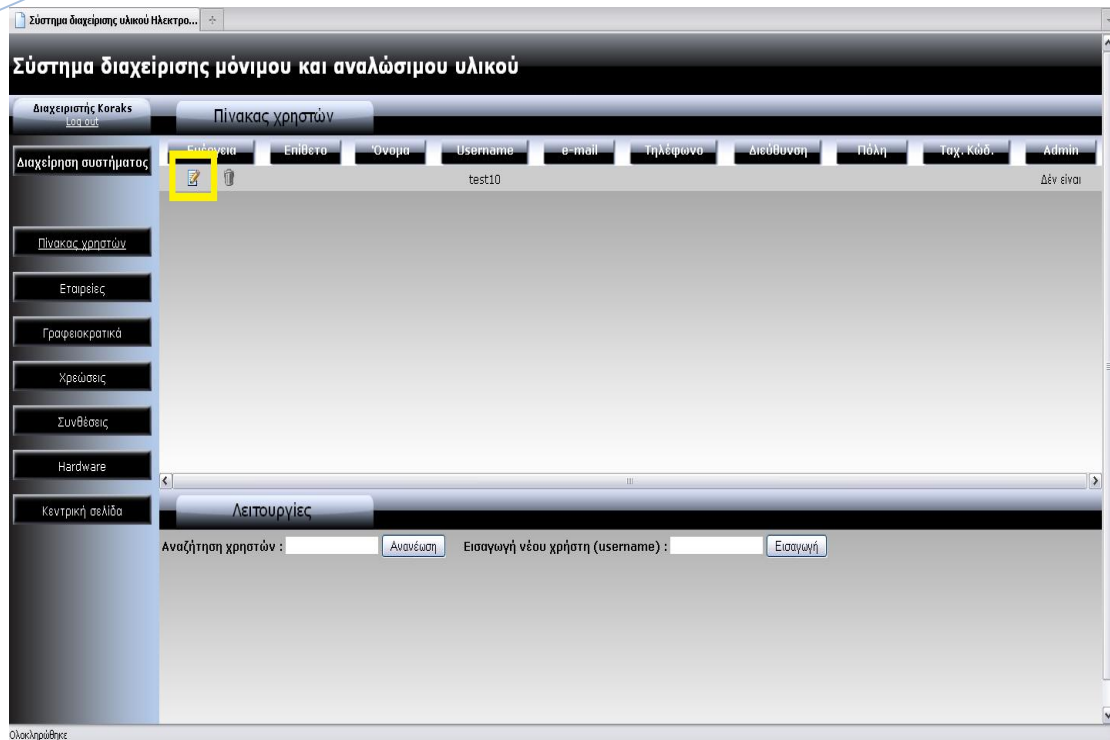 Σύστημα διαχείρισης υλικού Ηλεκτρο...
Σύστημα διαχείρισης μόνιμου και αναλώσιμου υλικού
Διαχειριστής Koraks
Log out
Πίνακας χρηστών
Διαχείρηση συστήματος
Ενέργεια Επίθετο Όνομα Username e-mail Τηλέφωνο Διεύθυνση Πόλη Ταχ. Κώδ. Admin
test10 Δέν είναι
Πίνακας χρηστών
Εταιρείες
Γραφειοκρατικά
Χρεώσεις
Συνθέσεις
Hardware
Κεντρική σελίδα
Λειτουργίες
Αναζήτηση χρηστών : Ανανέωση Εισαγωγή νέου χρήστη (username) : Εισαγωγή
Ολοκληρώθηκε